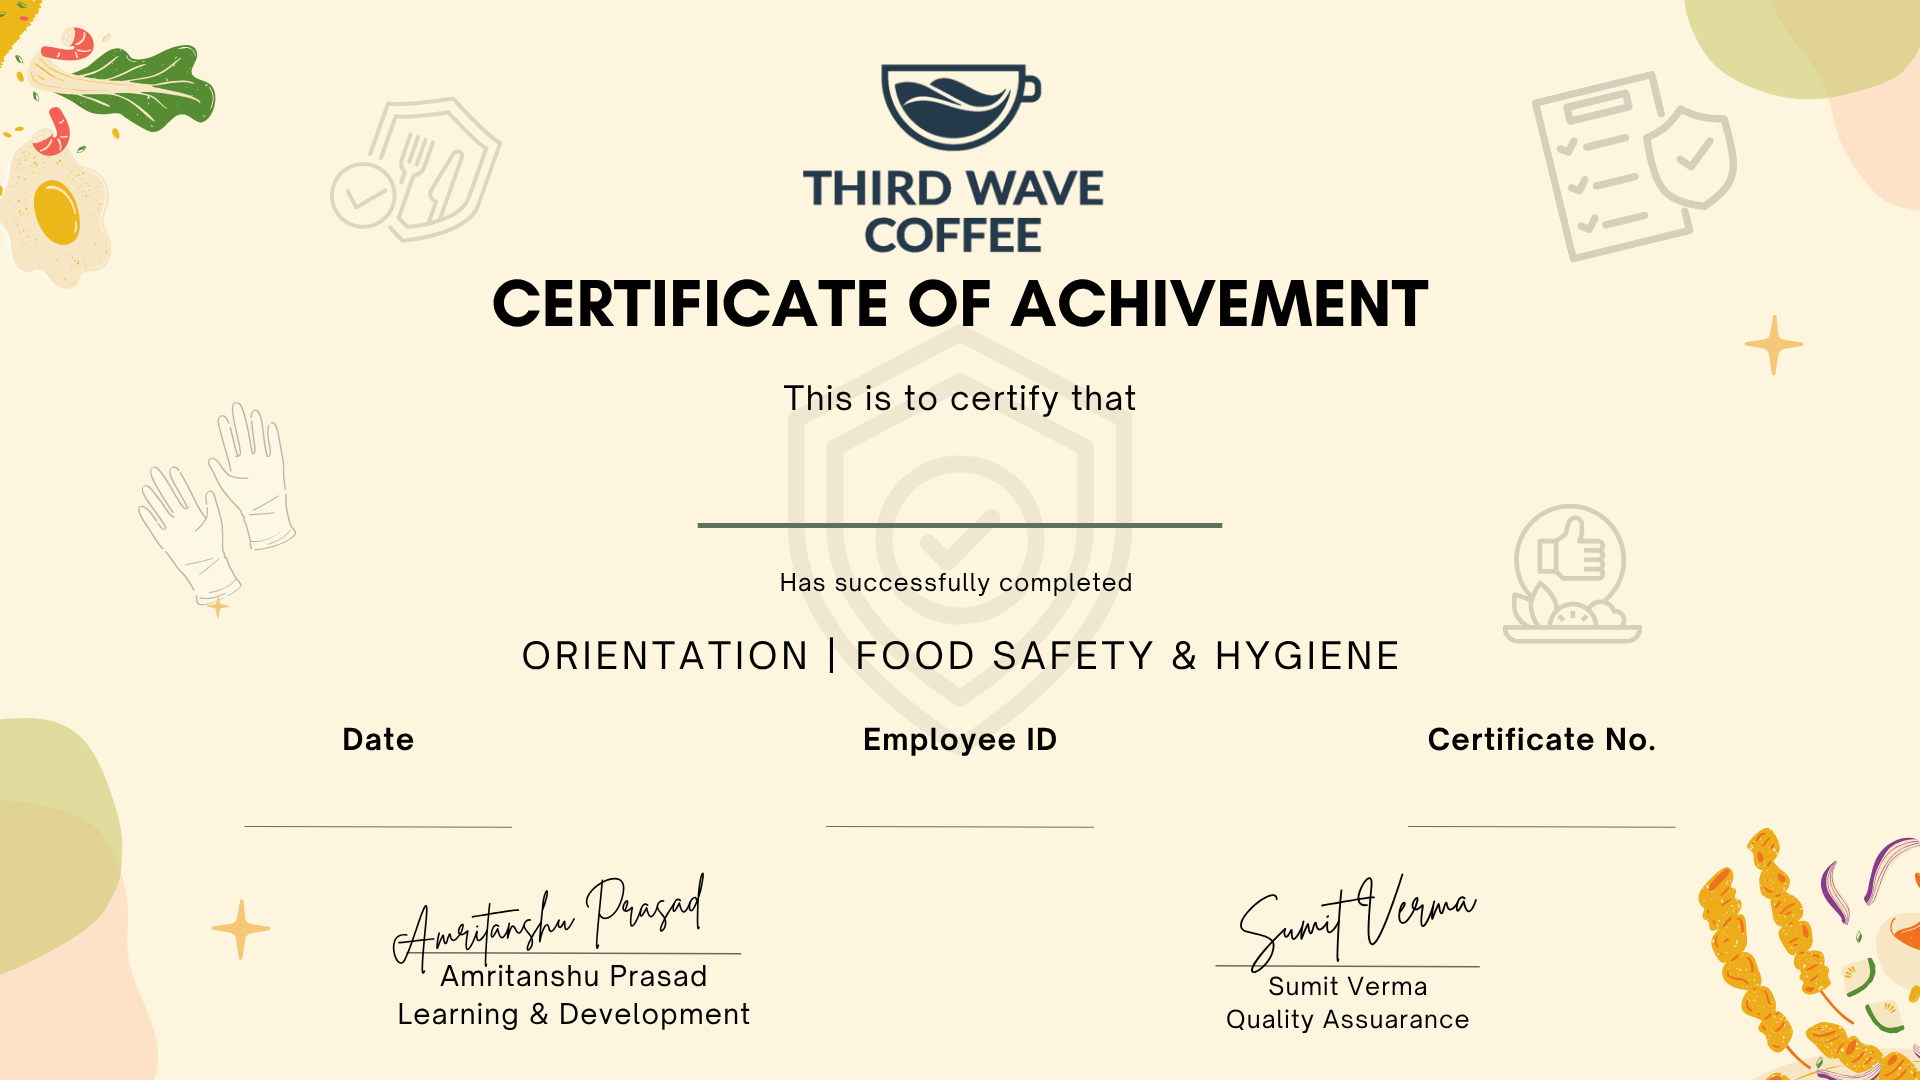 THIRD WAVE
COFFEE
CERTIFICATE OF ACHIVEMENT
This is to certify that
Has successfully completed
ORIENTATION | FOOD SAFETY & HYGIENE
Date
Employee ID
Certificate No.
Amritanshu Prasad
Sumit Verma
Amritanshu Prasad
Learning & Development
Sumit Verma
Quality Assuarance